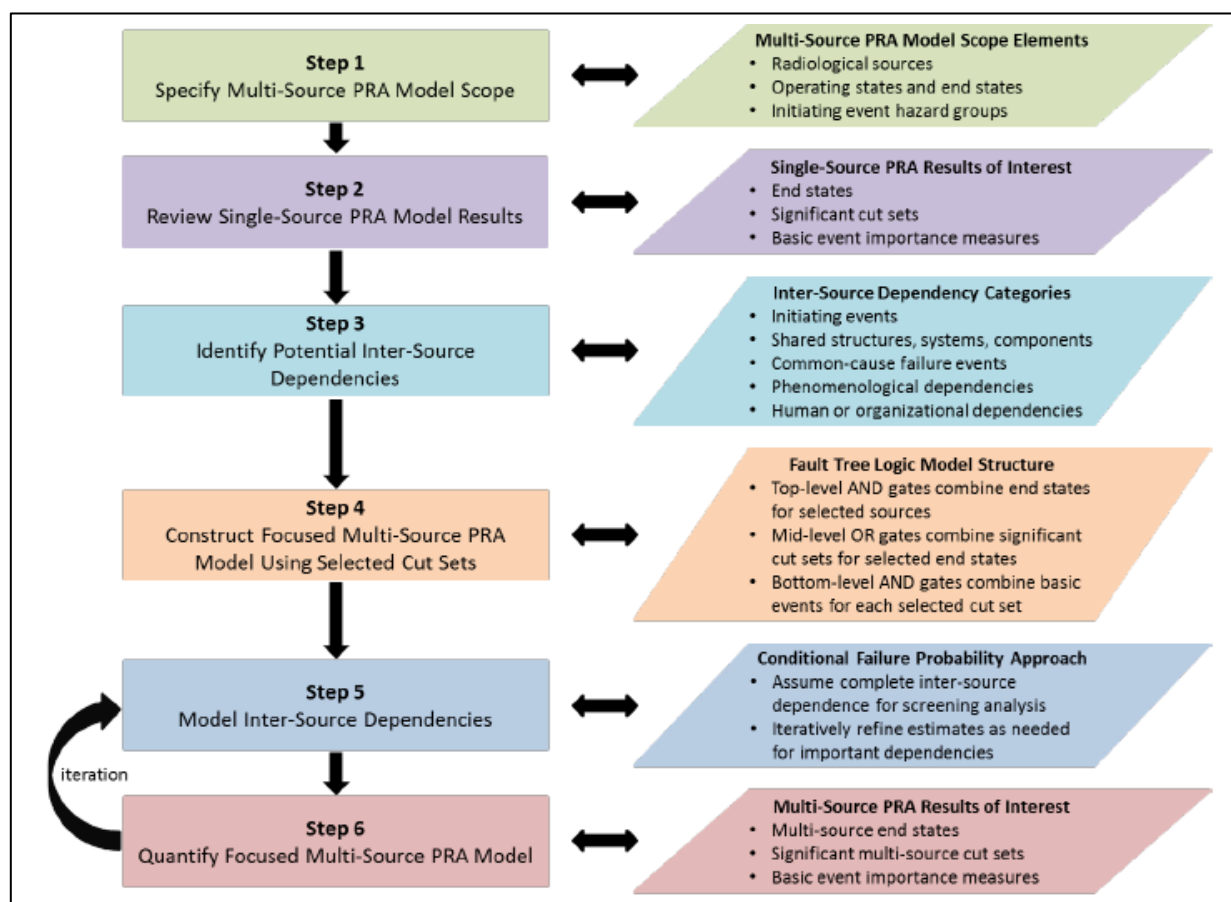 Step 1
Specify Multi-Source PRA Model Scope
Multi-Source PRA Model Scope Elements
• Radiological sources
• Operating states and end states
• Initiating event hazard groups
Step 2
Review Single-Source PRA Model Results
Single-Source PRA Results of Interest
• End states
• Significant cut sets
• Basic event importance measures
Step 3
Identify Potential Inter-Source
Dependencies
Inter-Source Dependency Categories
• Initiating events
• Shared structures, systems, components
• Common-cause failure events
• Phenomenological dependencies
• Human or organizational dependencies
Step 4
Construct Focused Multi-Source PRA
Model Using Selected Cut Sets
Fault Tree Logic Model Structure
• Top-level AND gates combine end states
for selected sources
• Mid-level OR gates combine significant
cut sets for selected end states
• Bottom-level AND gates combine basic
events for each selected cut set
Step 5
Model Inter-Source Dependencies
Conditional Failure Probability Approach
• Assume complete inter-source
dependence for screening analysis
• Iteratively refine estimates as needed
for important dependencies
iteration
Step 6
Quantify Focused Multi-Source PRA Model
Multi-Source PRA Results of Interest
• Multi-source end states
• Significant multi-source cut sets
• Basic event importance measures